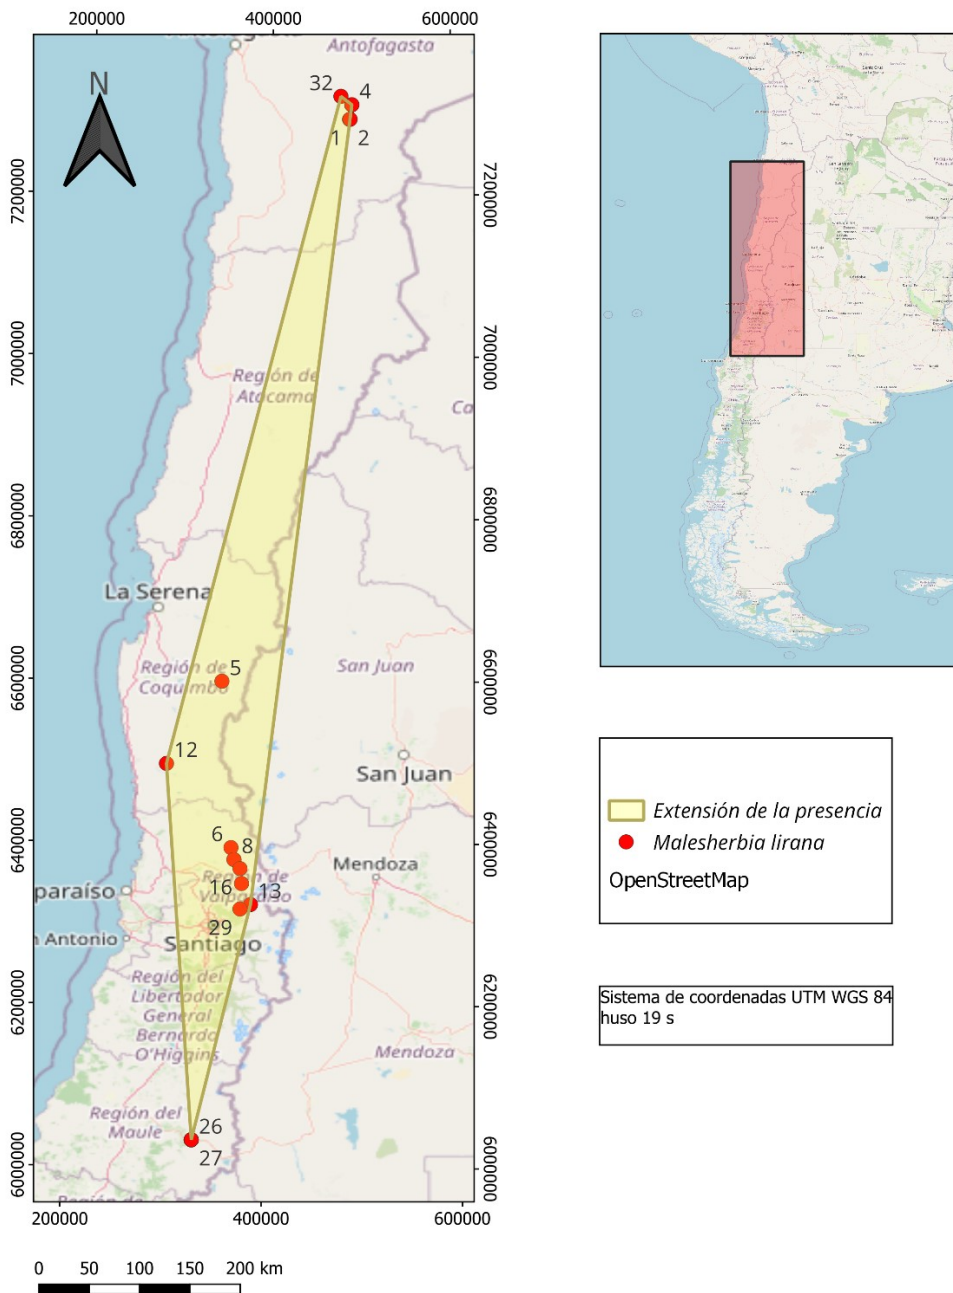 200000 400000 600000
Antofagasta
N
32 4
1 2
7200000
7200000
7000000
7000000
Región de
Atacama
6800000
6800000
La Serena
5
Región de
Coquimbo
San Juan
6600000
6600000
12
San Juan
6
8
6400000
6400000
Mendoza
16
13
Región de
Valparaíso
paraíso
29
n Antonio
Santiago
Región del
Libertador
General
Bernardo
O'Higgins
6200000
6200000
Mendoza
Región del
Maule
26
27
6000000
6000000
200000 400000 600000
0 50 100 150 200 km
Extensión de la presencia
Malesherbia lirana
OpenStreetMap
Sistema de coordenadas UTM WGS 84
huso 19 s